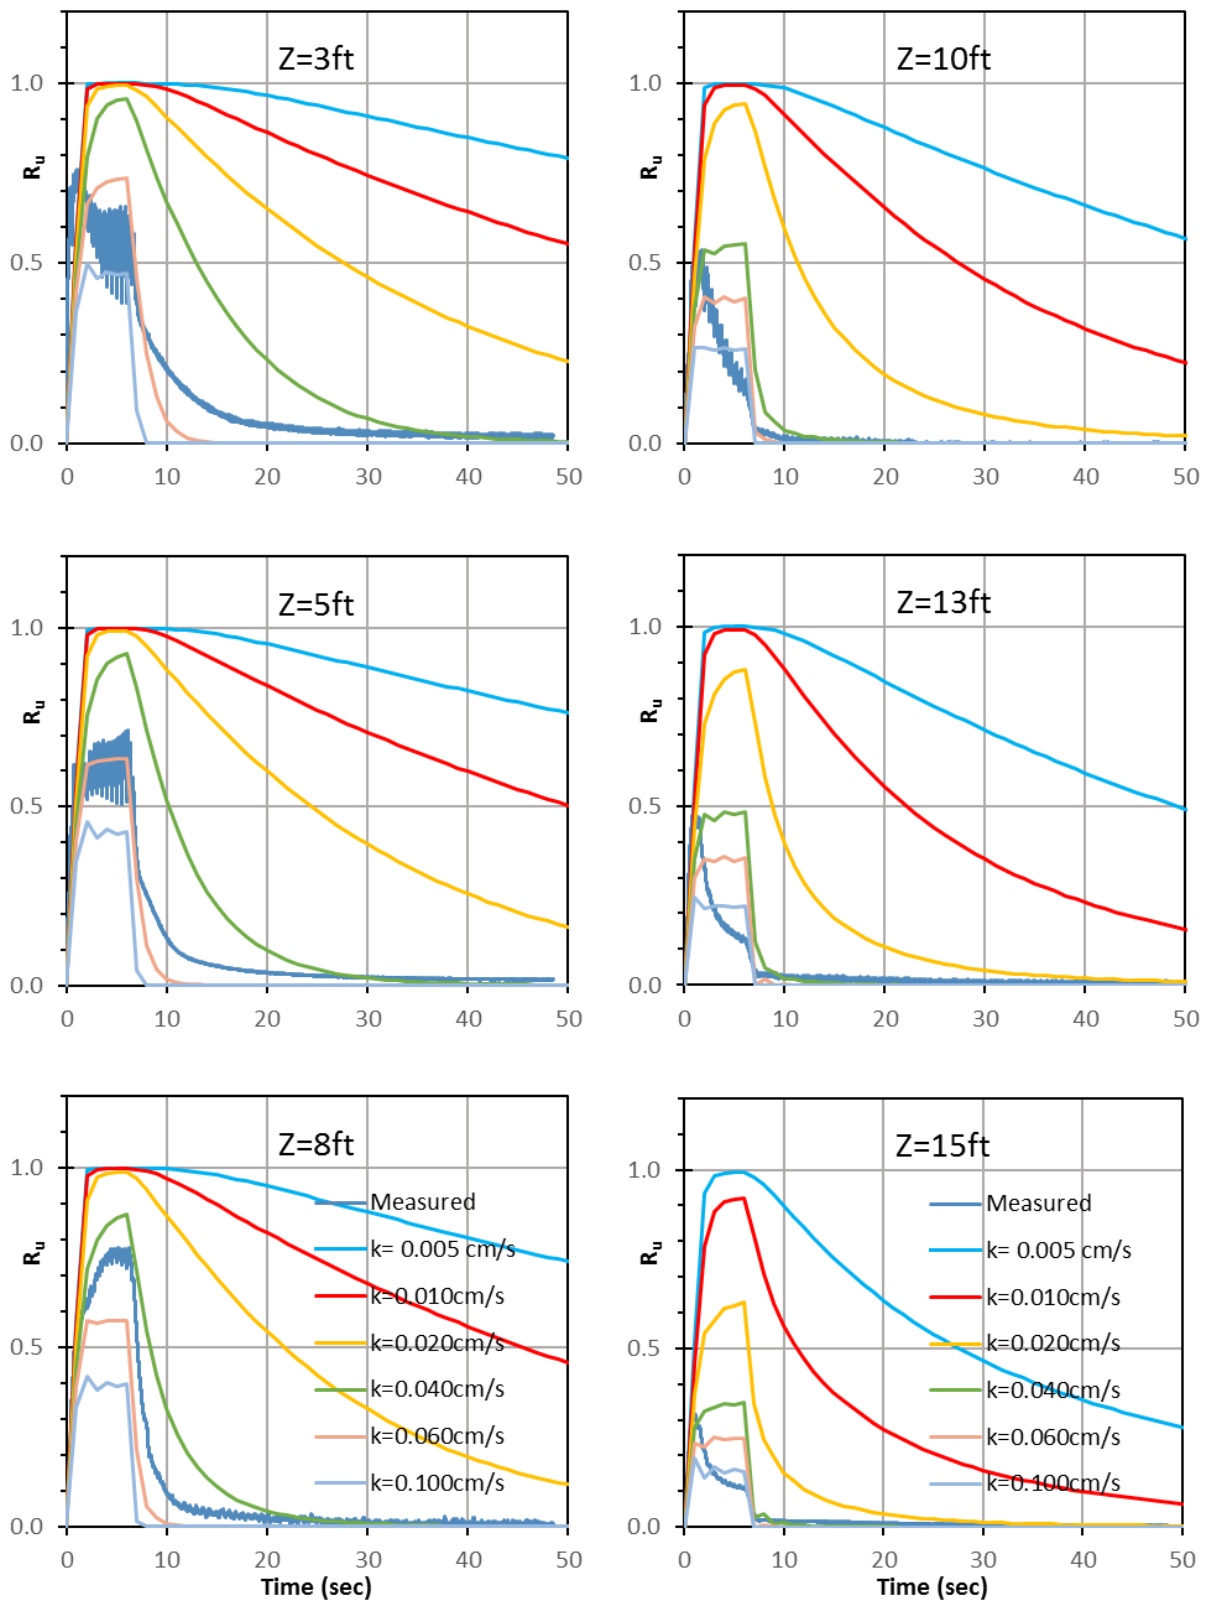 Z=3ft
1.0
0.5
0.0
Ru
0 10 20 30 40 50
Z=10ft
1.0
0.5
0.0
Ru
0 10 20 30 40 50
Z=5ft
1.0
0.5
0.0
Ru
0 10 20 30 40 50
Z=13ft
1.0
0.5
0.0
Ru
0 10 20 30 40 50
Z=8ft
1.0
0.5
0.0
Ru
Measured
k= 0.005 cm/s
k=0.010cm/s
k=0.020cm/s
k=0.040cm/s
k=0.060cm/s
k=0.100cm/s
0 10 20 30 40 50
Time (sec)
Z=15ft
1.0
0.5
0.0
Ru
Measured
k= 0.005 cm/s
k=0.010cm/s
k=0.020cm/s
k=0.040cm/s
k=0.060cm/s
k=0.100cm/s
0 10 20 30 40 50
Time (sec)